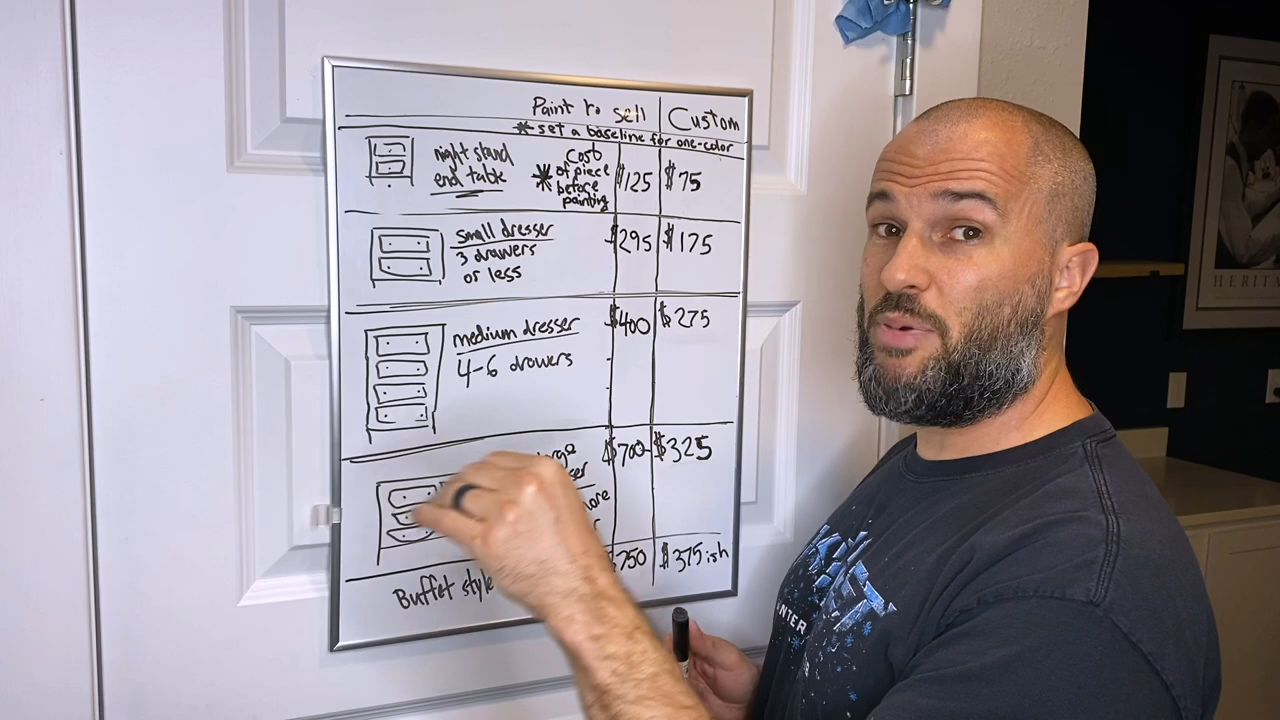 Paint to sell Custom
* set a baseline for one-color
night stand
end table
* Cost
of piece
before
painting
$125 $75
small dresser
3 drawers
or less
$295 $175
medium dresser
4-6 drawers
$400 $275
$700 $325
more
Buffet style
$750 $375ish